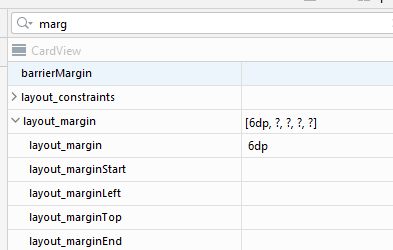 marg
CardView
barrierMargin
layout_constraints
layout_margin [6dp, ?, ?, ?, ?]
layout_margin 6dp
layout_marginStart
layout_marginLeft
layout_marginTop
layout_marginEnd